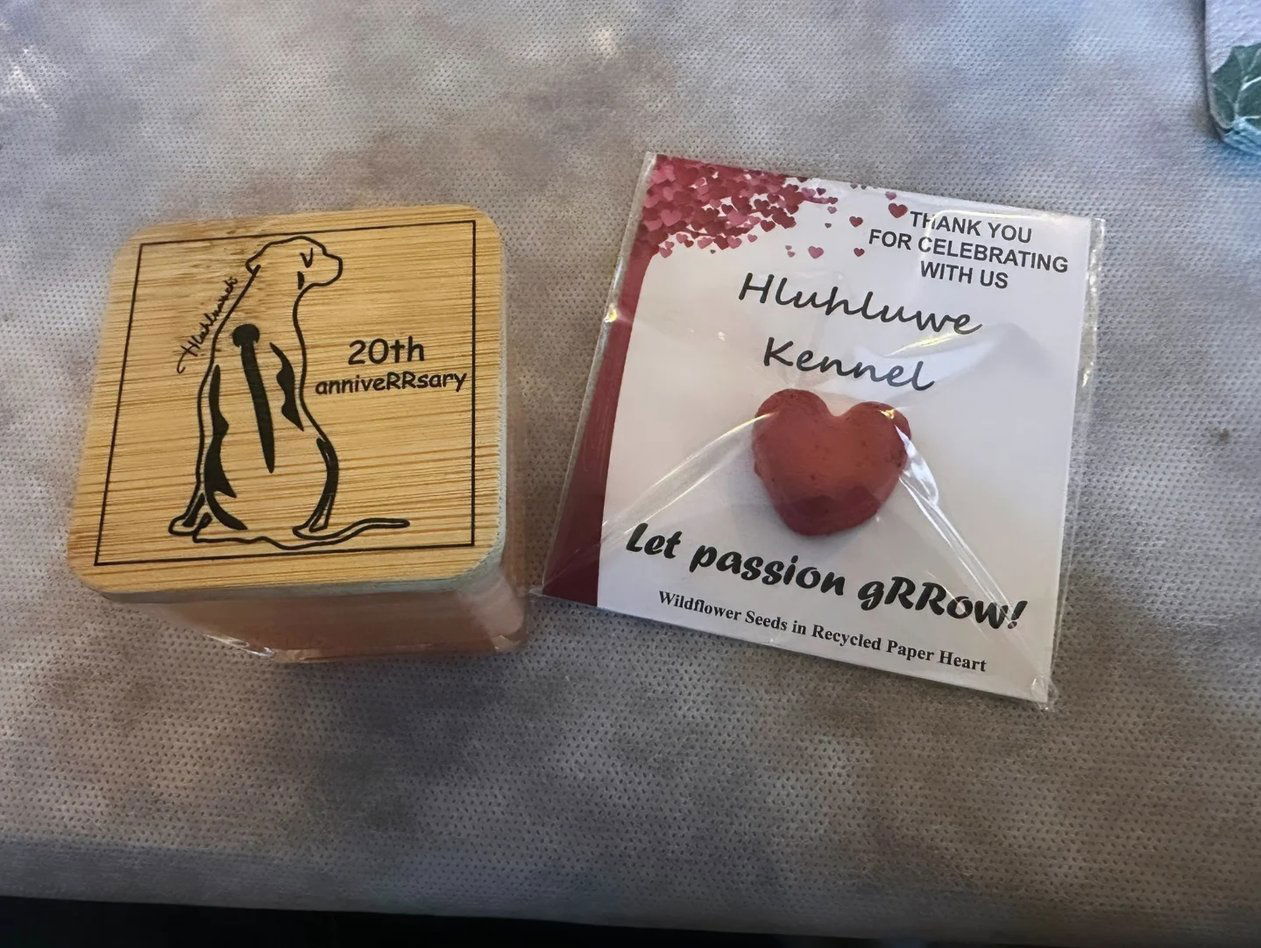 Hluhluwe
20th
anniveRRsary
THANK YOU
FOR CELEBRATING
WITH US
Hluhluwe
Kennel
Let passion gRRow!
Wildflower Seeds in Recycled Paper Heart